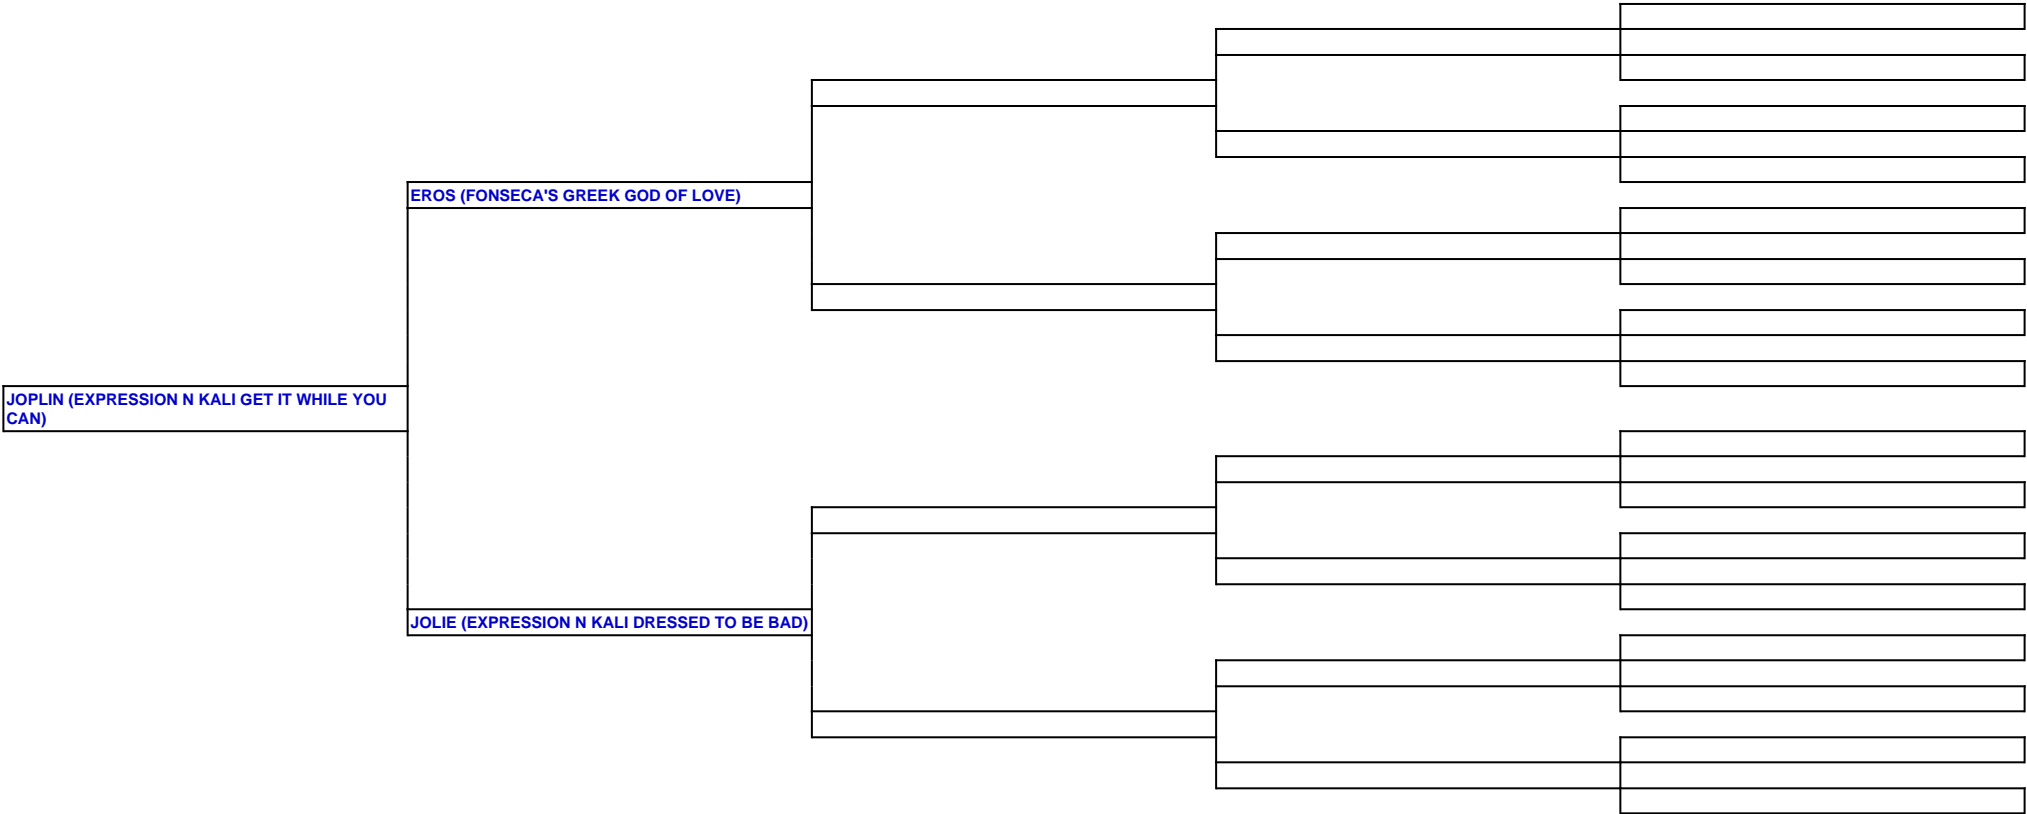 EROS (FONSECA'S GREEK GOD OF LOVE)
JOPLIN (EXPRESSION N KALI GET IT WHILE YOU
CAN)
JOLIE (EXPRESSION N KALI DRESSED TO BE BAD)